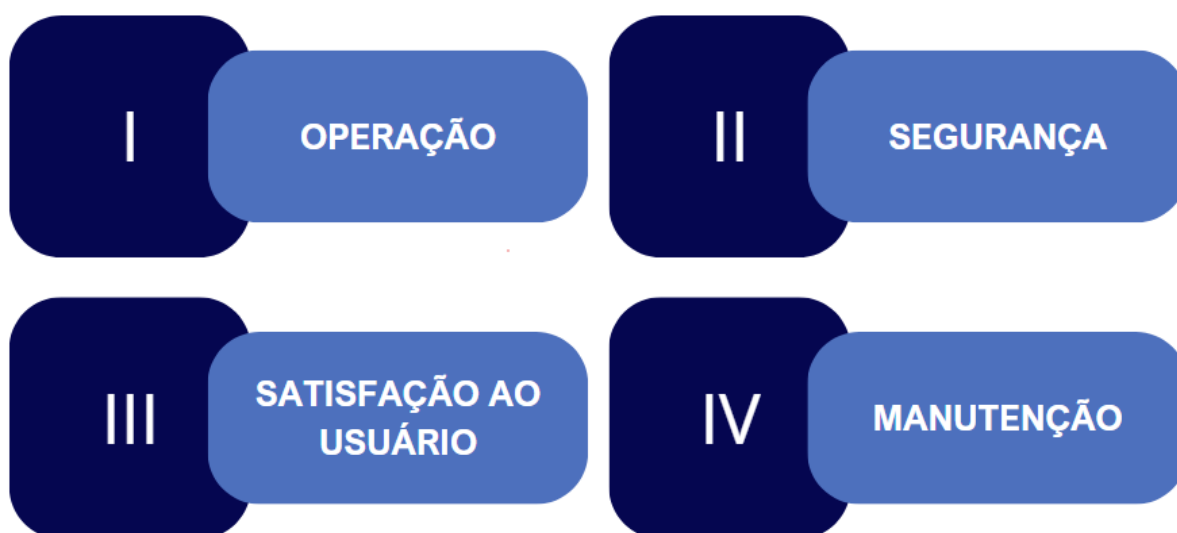 I
OPERAÇÃO
II
SEGURANÇA
III
SATISFAÇÃO AO
USUÁRIO
IV
MANUTENÇÃO